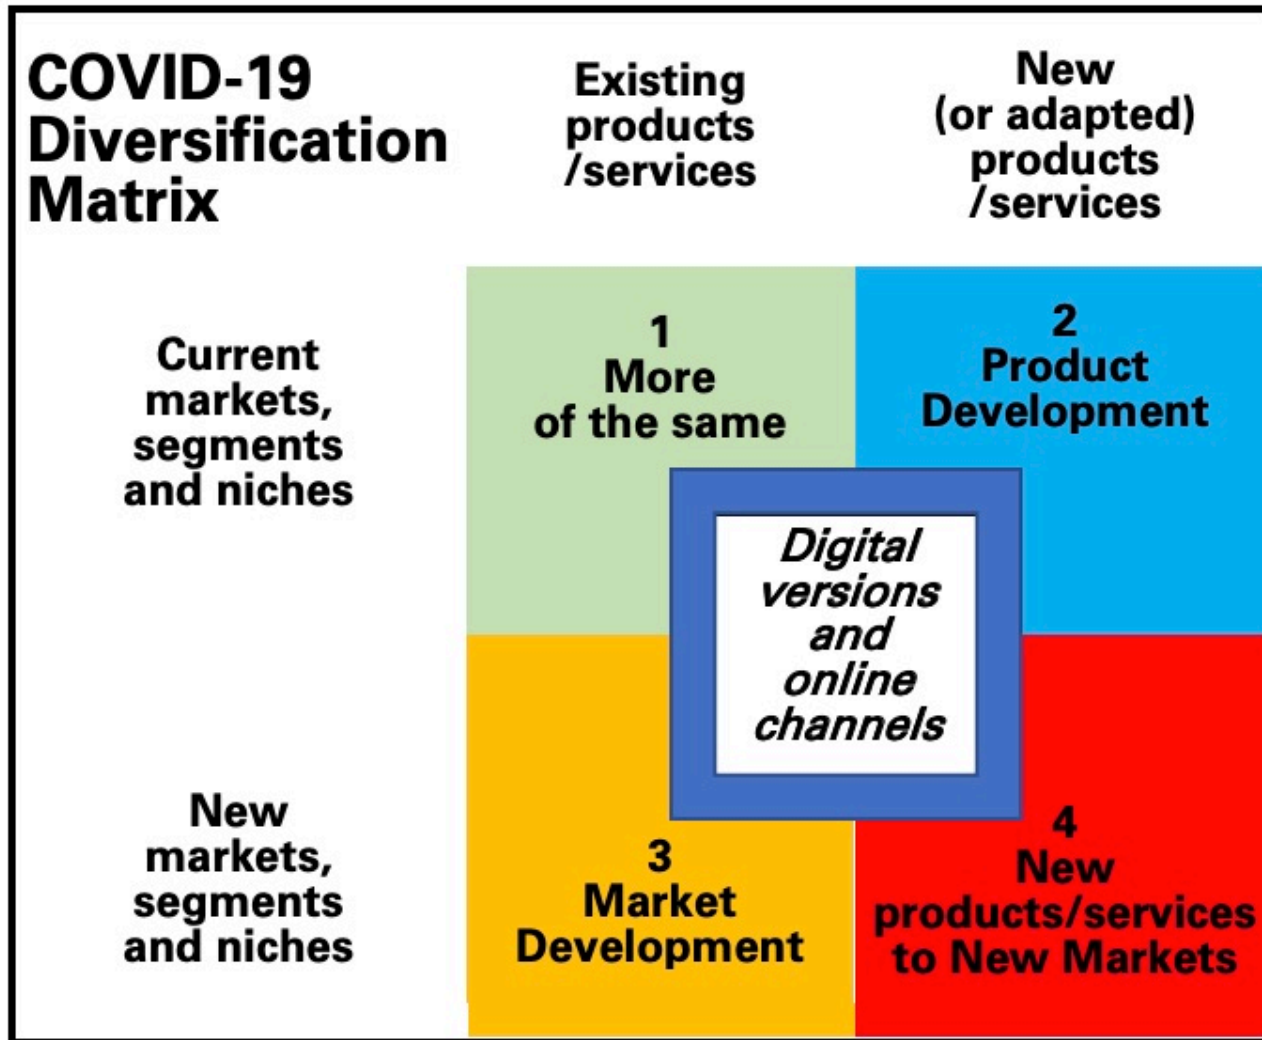 COVID-19
Diversification
Matrix
Existing
products
/services
New
(or adapted)
products
/services
Current
markets,
segments
and niches
1
More
of the same
2
Product
Development
Digital
versions
and
online
channels
New
markets,
segments
and niches
3
Market
Development
4
New
products/services
to New Markets